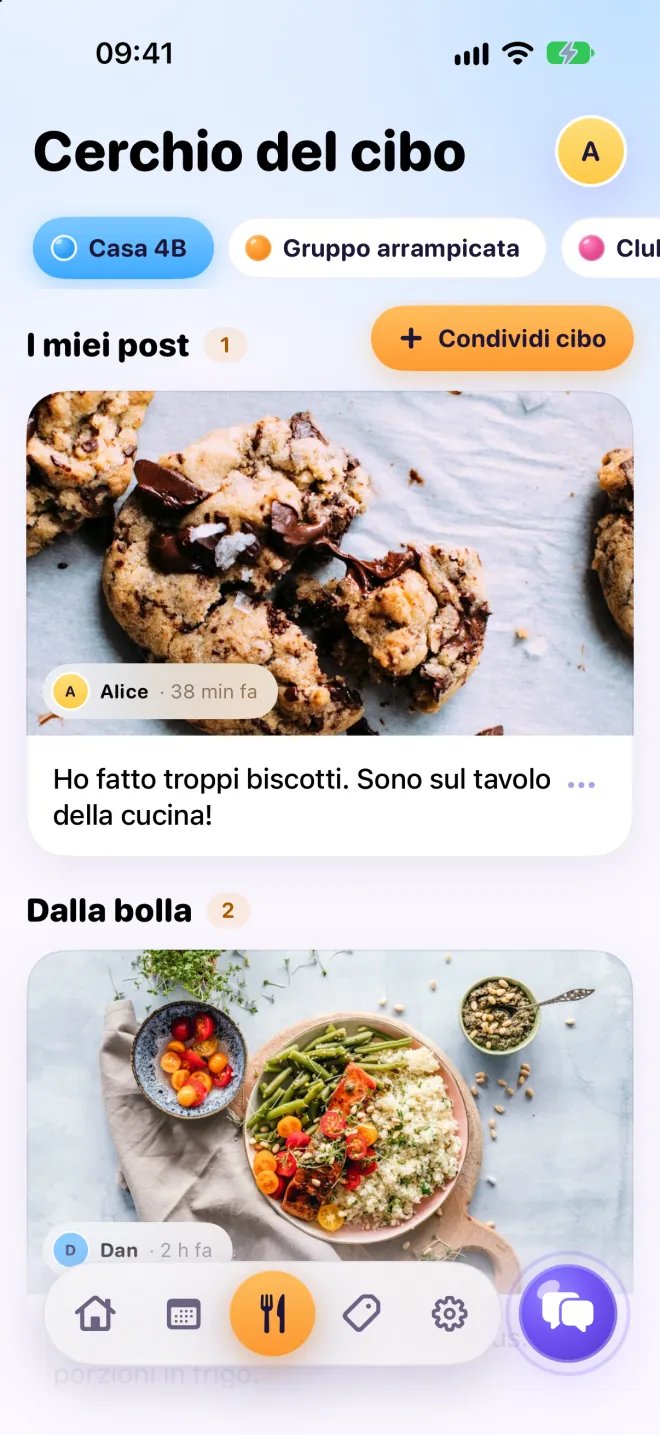 09:41
Cerchio del cibo
A
Casa 4B
Gruppo arrampicata
I miei post 1
+ Condividi cibo
A Alice · 38 min fa
Ho fatto troppi biscotti. Sono sul tavolo
della cucina!
Dalla bolla 2
D Dan · 2 h fa
porzioni in frigo.